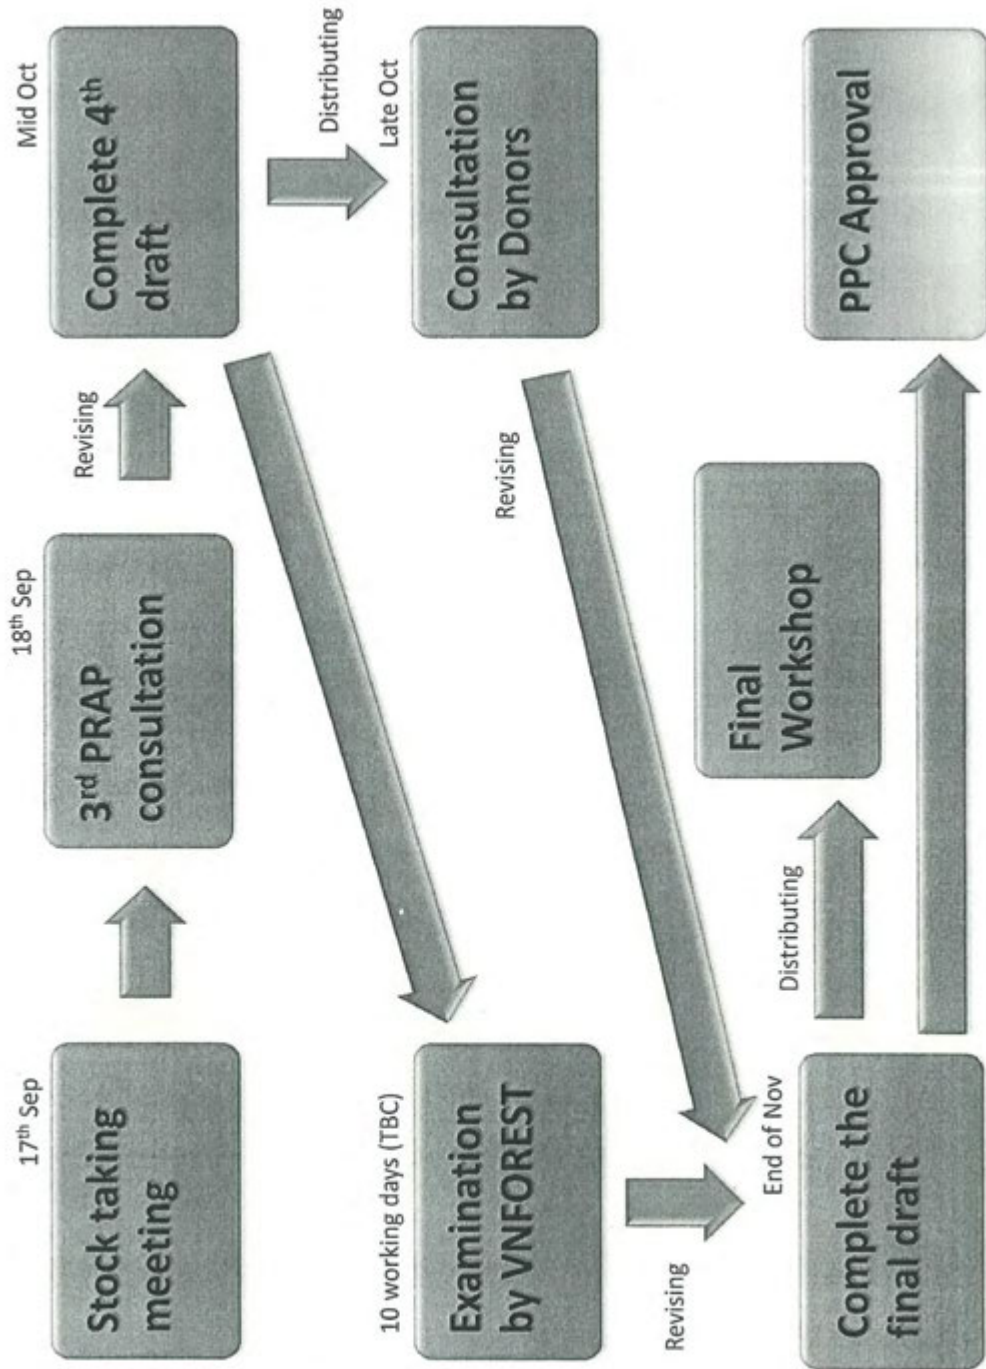 17th Sep
Stock taking
meeting
18th Sep
3rd PRAP
consultation
Revising
Mid Oct
Complete 4th
draft
Distributing
10 working days (TBC)
Examination
by VNFOREST
Revising
Late Oct
Consultation
by Donors
Revising
End of Nov
Complete the
final draft
Distributing
Final
Workshop
PPC Approval